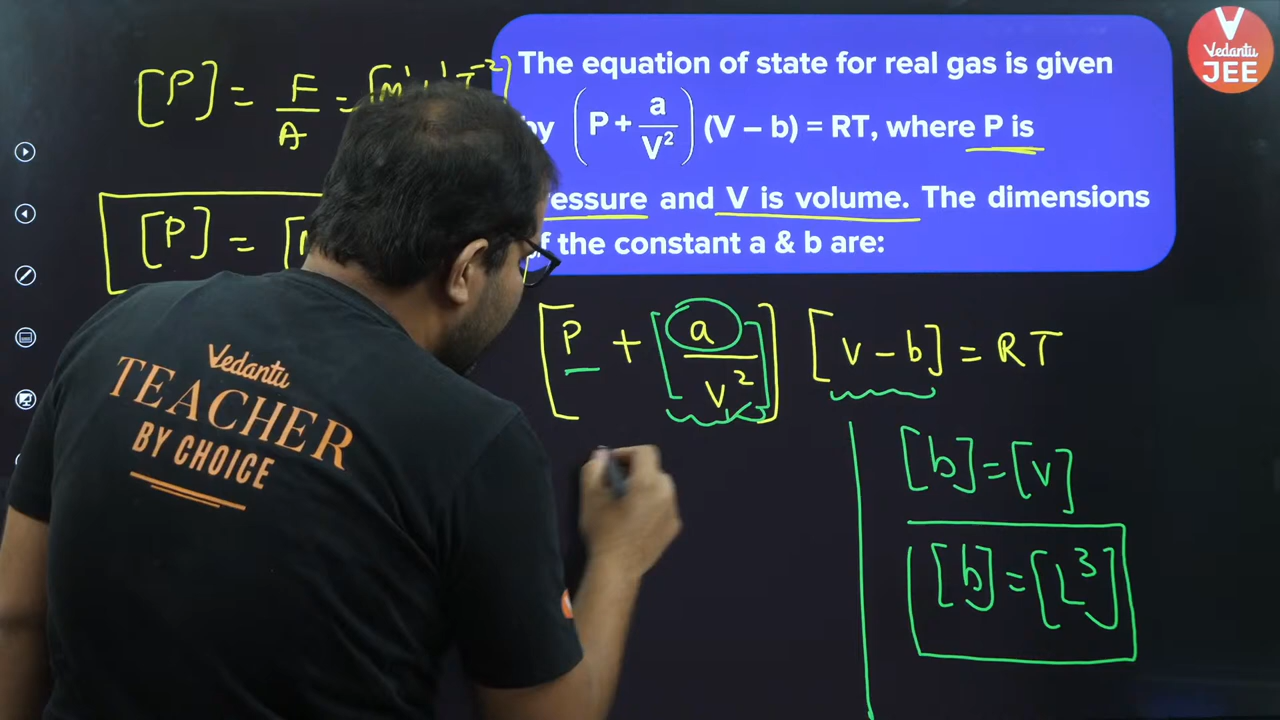 V
Vedantu
JEE
The equation of state for real gas is given
(P + a/V²) (V – b) = RT, where P is
and V is volume. The dimensions
the constant a & b are:
[P] = F/A =
[P] =
[P + [a/V²]] [V – b] = RT
[b] = [V]
[b] = [L³]
Vedantu
TEACHER
BY CHOICE